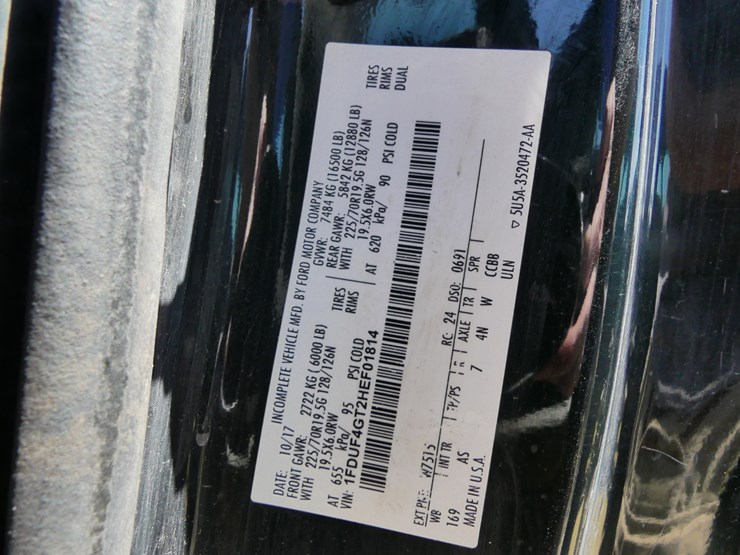 INCOMPLETE VEHICLE MFD. BY FORD MOTOR COMPANY
DATE: 10/17 GVWR: 7484 KG (16500 LB)
FRONT GAWR: 2722 KG (6000 LB) REAR GAWR: 5842 KG (12880 LB)
WITH 225/70R19.5G 128/126N TIRES WITH 225/70R19.5G 128/126N TIRES
19.5X6.0RW RIMS 19.5X6.0RW RIMS
AT 655 kPa/ 95 PSI COLD AT 620 kPa/ 90 PSI COLD DUAL
VIN: 1FDUF4GT2HEF01814
EXT PNT: W7515 RC: 24 DSO: 0691
WB INT TR TP/PS R AXLE TR SPR
169 AS 7 4N W CCBB
MADE IN U.S.A. ULN
▽ 5U5A-3520472-AA